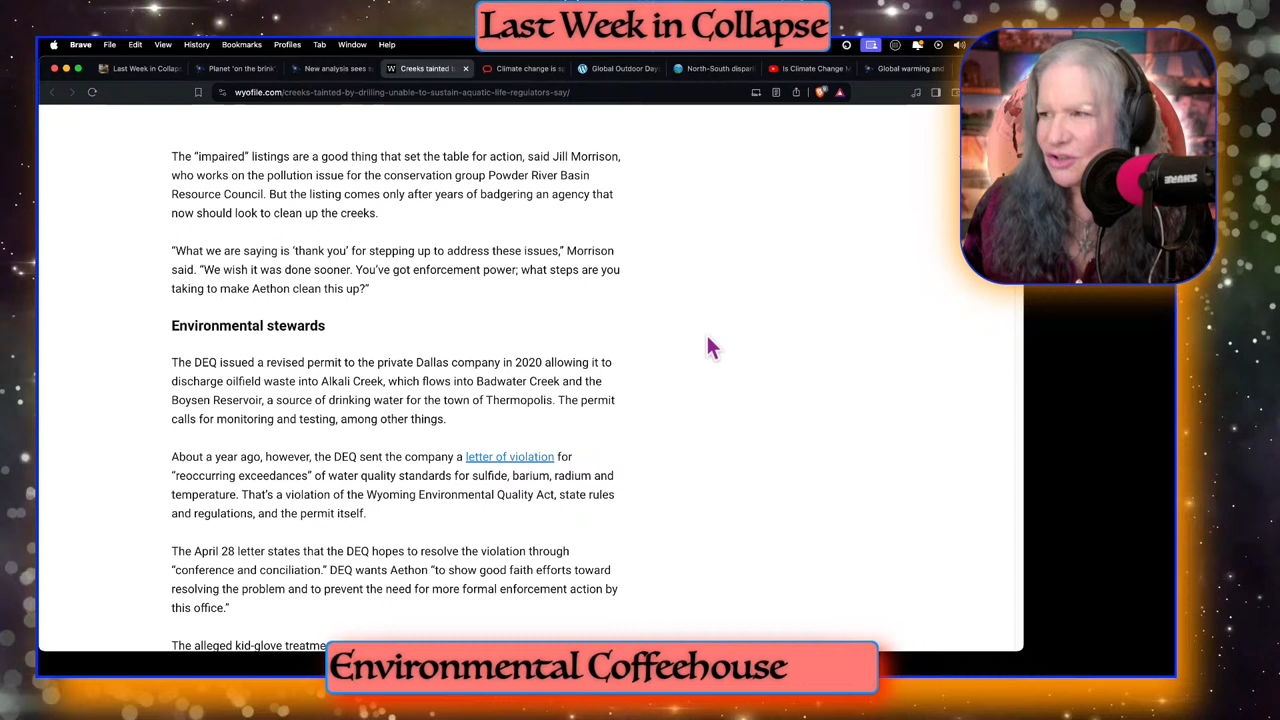 Last Week in Collapse
Brave File Edit View History Bookmarks Profiles Tab Window Help
Last Week in Collaps
Planet 'on the brink'
New analysis sees
Creeks tainted b
Climate change is
Global Outdoor Day
North-South dispari
Is Climate Change M
Global warming and
wyofile.com/creeks-tainted-by-drilling-unable-to-sustain-aquatic-life-regulators-say/
SHURE
The “impaired” listings are a good thing that set the table for action, said Jill Morrison,
who works on the pollution issue for the conservation group Powder River Basin
Resource Council. But the listing comes only after years of badgering an agency that
now should look to clean up the creeks.
“What we are saying is ‘thank you’ for stepping up to address these issues,” Morrison
said. “We wish it was done sooner. You’ve got enforcement power; what steps are you
taking to make Aethon clean this up?”
Environmental stewards
The DEQ issued a revised permit to the private Dallas company in 2020 allowing it to
discharge oilfield waste into Alkali Creek, which flows into Badwater Creek and the
Boysen Reservoir, a source of drinking water for the town of Thermopolis. The permit
calls for monitoring and testing, among other things.
About a year ago, however, the DEQ sent the company a letter of violation for
“reoccurring exceedances” of water quality standards for sulfide, barium, radium and
temperature. That’s a violation of the Wyoming Environmental Quality Act, state rules
and regulations, and the permit itself.
The April 28 letter states that the DEQ hopes to resolve the violation through
“conference and conciliation.” DEQ wants Aethon “to show good faith efforts toward
resolving the problem and to prevent the need for more formal enforcement action by
this office.”
The alleged kid-glove treatme
Environmental Coffeehouse